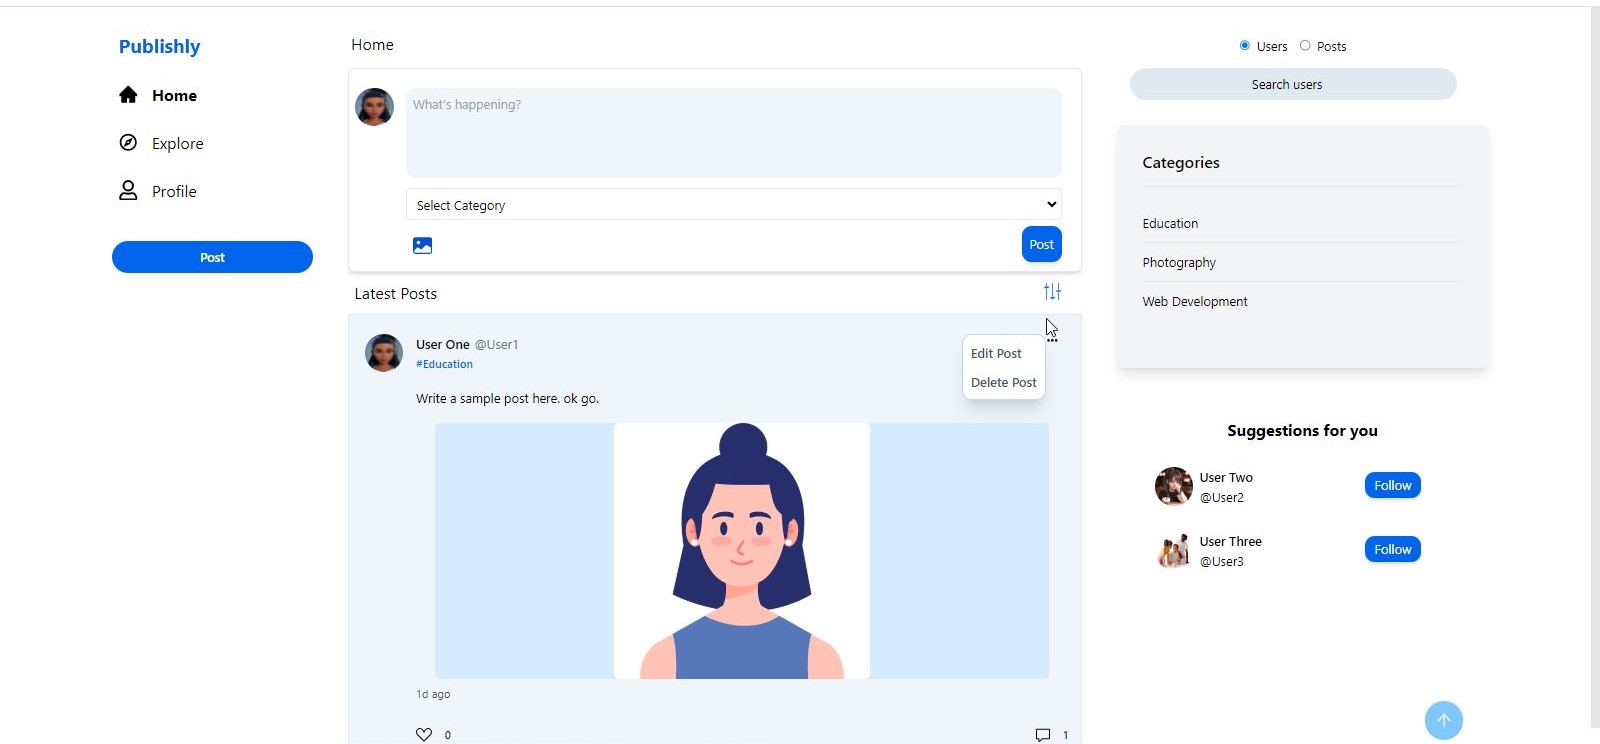 Publishly
Home
Explore
Profile
Post
Home
What's happening?
Select Category
Post
Latest Posts
User One @User1
#Education
Edit Post
Delete Post
Write a sample post here. ok go.
1d ago
0
1
Users Posts
Search users
Categories
Education
Photography
Web Development
Suggestions for you
User Two
@User2
Follow
User Three
@User3
Follow